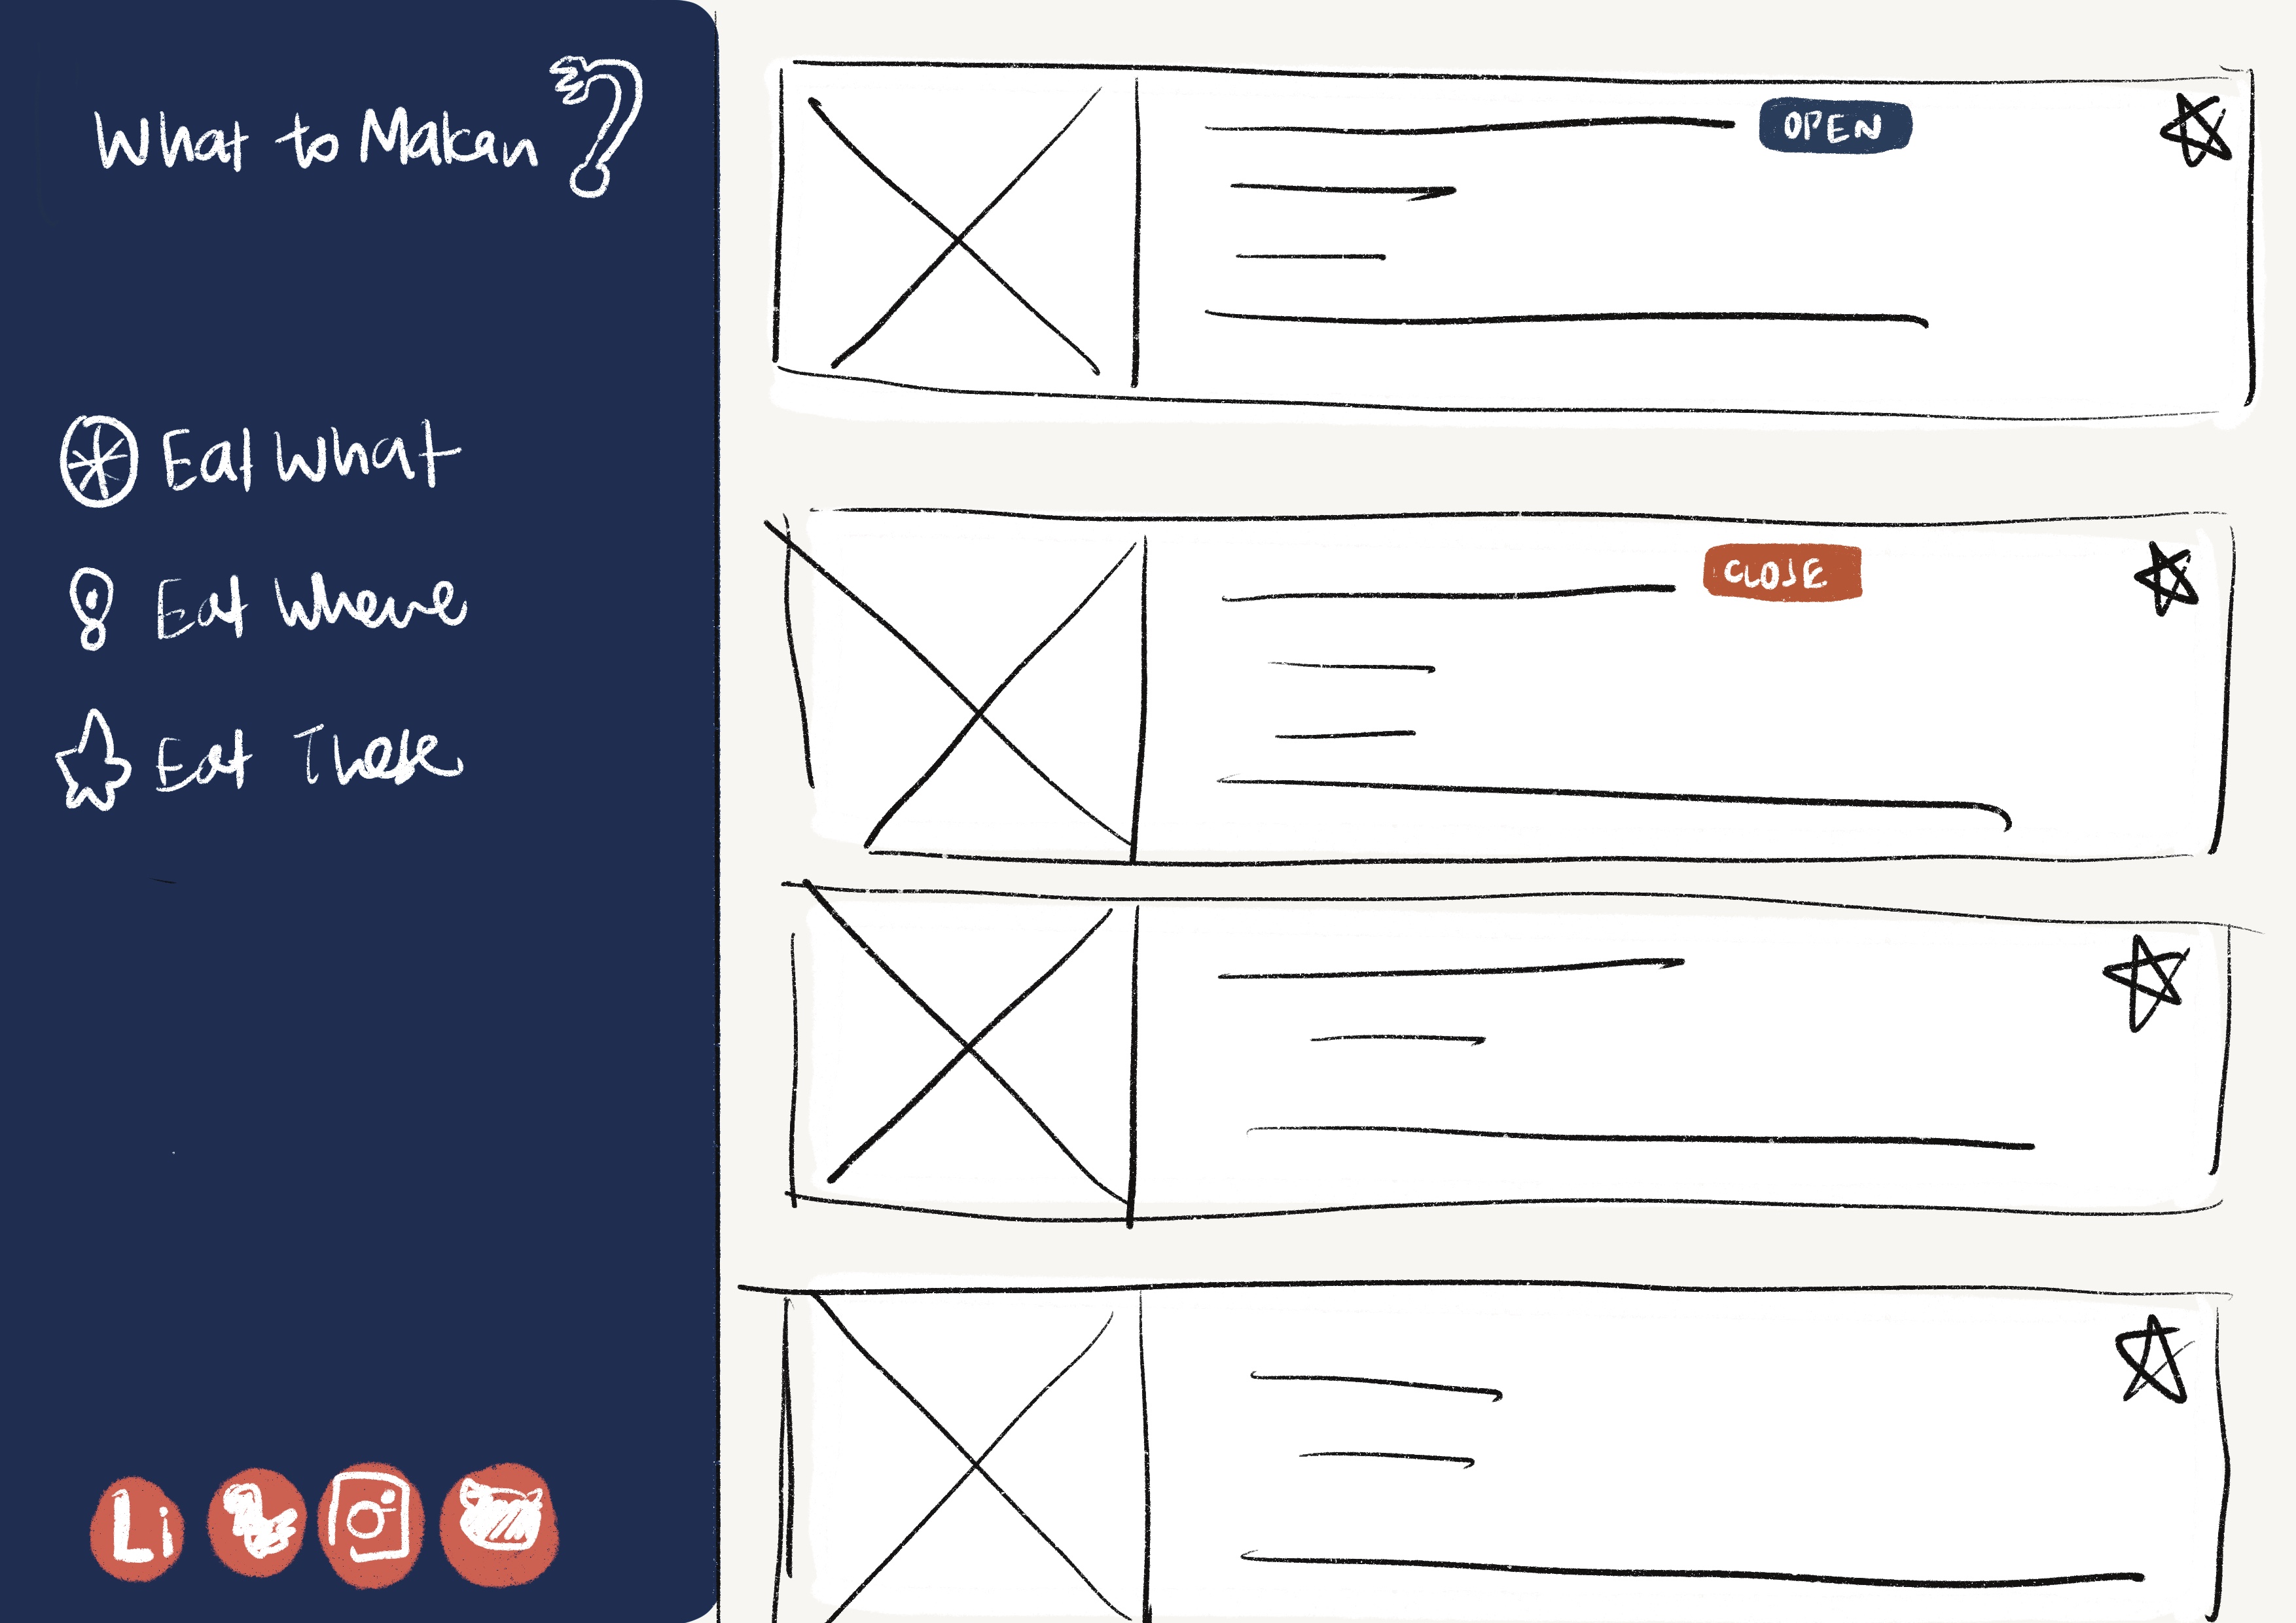 What to Makan?
Eat What
Eat Where
Eat These
Li
OPEN
CLOSE